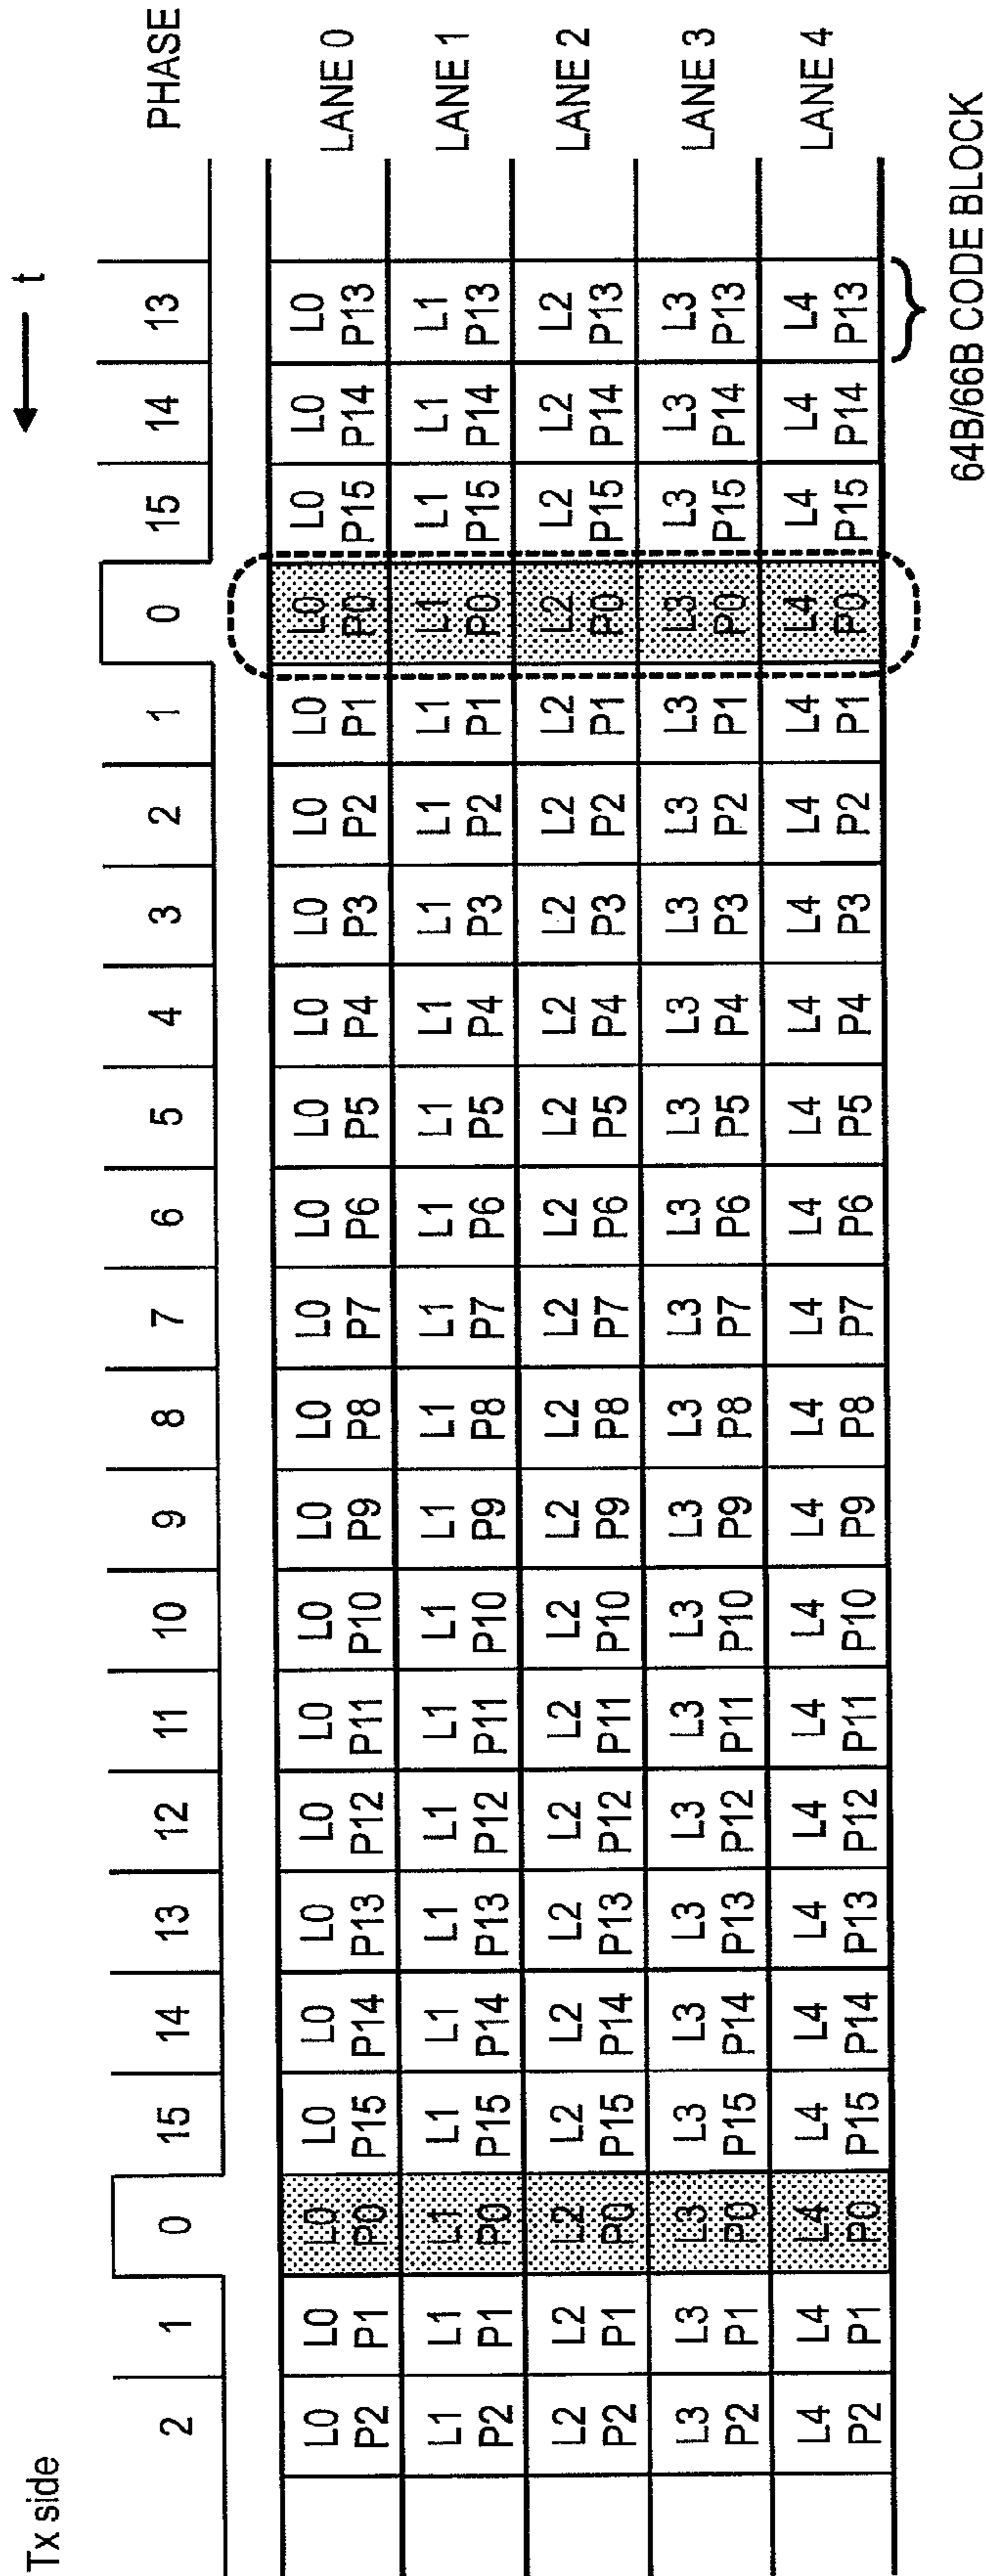 Tx side
← t
2 1 0 15 14 13 12 11 10 9 8 7 6 5 4 3 2 1 0 15 14 13 PHASE
L0 L0 L0 L0 L0 L0 L0 L0 L0 L0 L0 L0 L0 L0 L0 L0 L0 L0 L0 L0 L0 L0 LANE 0
P2 P1 P0 P15 P14 P13 P12 P11 P10 P9 P8 P7 P6 P5 P4 P3 P2 P1 P0 P15 P14 P13
L1 L1 L1 L1 L1 L1 L1 L1 L1 L1 L1 L1 L1 L1 L1 L1 L1 L1 L1 L1 L1 L1 LANE 1
P2 P1 P0 P15 P14 P13 P12 P11 P10 P9 P8 P7 P6 P5 P4 P3 P2 P1 P0 P15 P14 P13
L2 L2 L2 L2 L2 L2 L2 L2 L2 L2 L2 L2 L2 L2 L2 L2 L2 L2 L2 L2 L2 L2 LANE 2
P2 P1 P0 P15 P14 P13 P12 P11 P10 P9 P8 P7 P6 P5 P4 P3 P2 P1 P0 P15 P14 P13
L3 L3 L3 L3 L3 L3 L3 L3 L3 L3 L3 L3 L3 L3 L3 L3 L3 L3 L3 L3 L3 L3 LANE 3
P2 P1 P0 P15 P14 P13 P12 P11 P10 P9 P8 P7 P6 P5 P4 P3 P2 P1 P0 P15 P14 P13
L4 L4 L4 L4 L4 L4 L4 L4 L4 L4 L4 L4 L4 L4 L4 L4 L4 L4 L4 L4 L4 L4 LANE 4
P2 P1 P0 P15 P14 P13 P12 P11 P10 P9 P8 P7 P6 P5 P4 P3 P2 P1 P0 P15 P14 P13
64B/66B CODE BLOCK